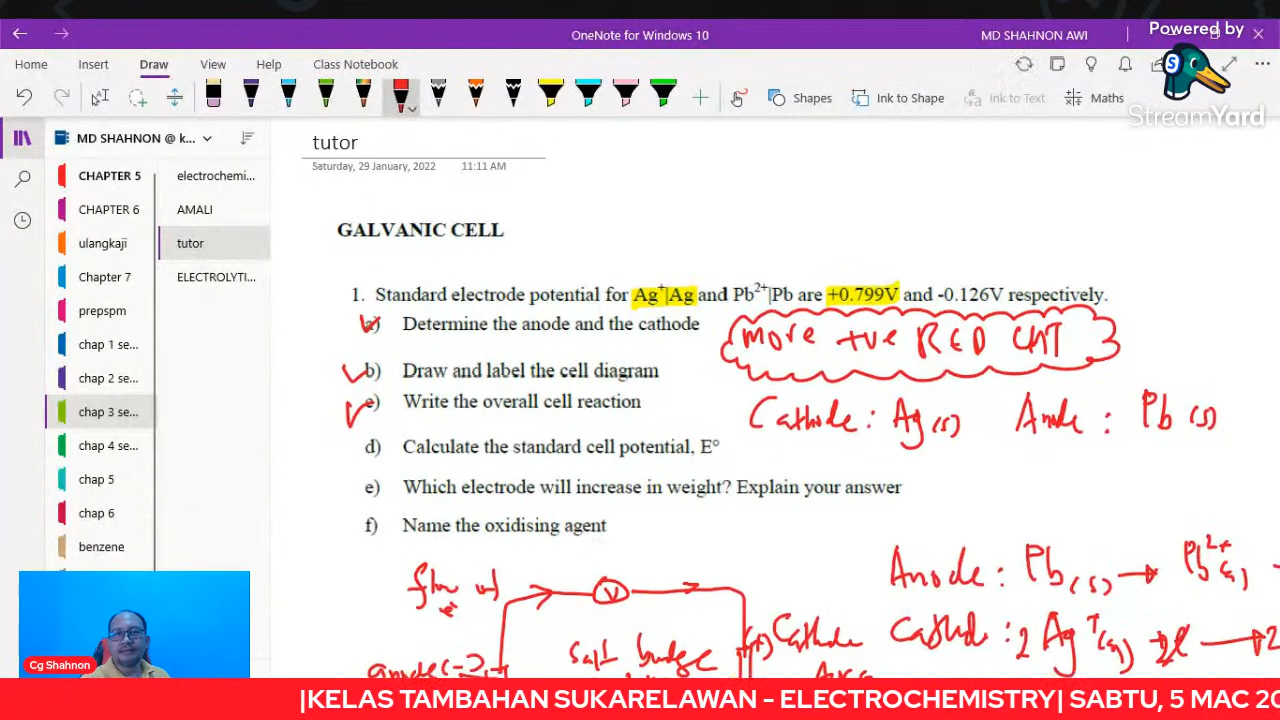 Powered by
OneNote for Windows 10
MD SHAHNON AWI
StreamYard
Home Insert Draw View Help Class Notebook
Shapes Ink to Shape Ink to Text Maths
MD SHAHNON @ k...
CHAPTER 5
CHAPTER 6
ulangkaji
Chapter 7
prepspm
chap 1 se...
chap 2 se...
chap 3 se...
chap 4 se...
chap 5
chap 6
benzene
electrochemi...
AMALI
tutor
ELECTROLYTI...
tutor
Saturday, 29 January, 2022 11:11 AM
GALVANIC CELL
1. Standard electrode potential for Ag⁺|Ag and Pb²⁺|Pb are +0.799V and -0.126V respectively.
a) Determine the anode and the cathode
more +ve RED CAT
b) Draw and label the cell diagram
c) Write the overall cell reaction
Cathode : Ag(s) Anode : Pb (s)
d) Calculate the standard cell potential, E°
e) Which electrode will increase in weight? Explain your answer
f) Name the oxidising agent
Anode : Pb(s) → Pb²⁺
flow of e⁻
V
Cathode : 2 Ag⁺(aq) + 2e → 2
(+) Cathode
salt bridge
anode (-)
Cg Shahnon
|KELAS TAMBAHAN SUKARELAWAN - ELECTROCHEMISTRY| SABTU, 5 MAC 20